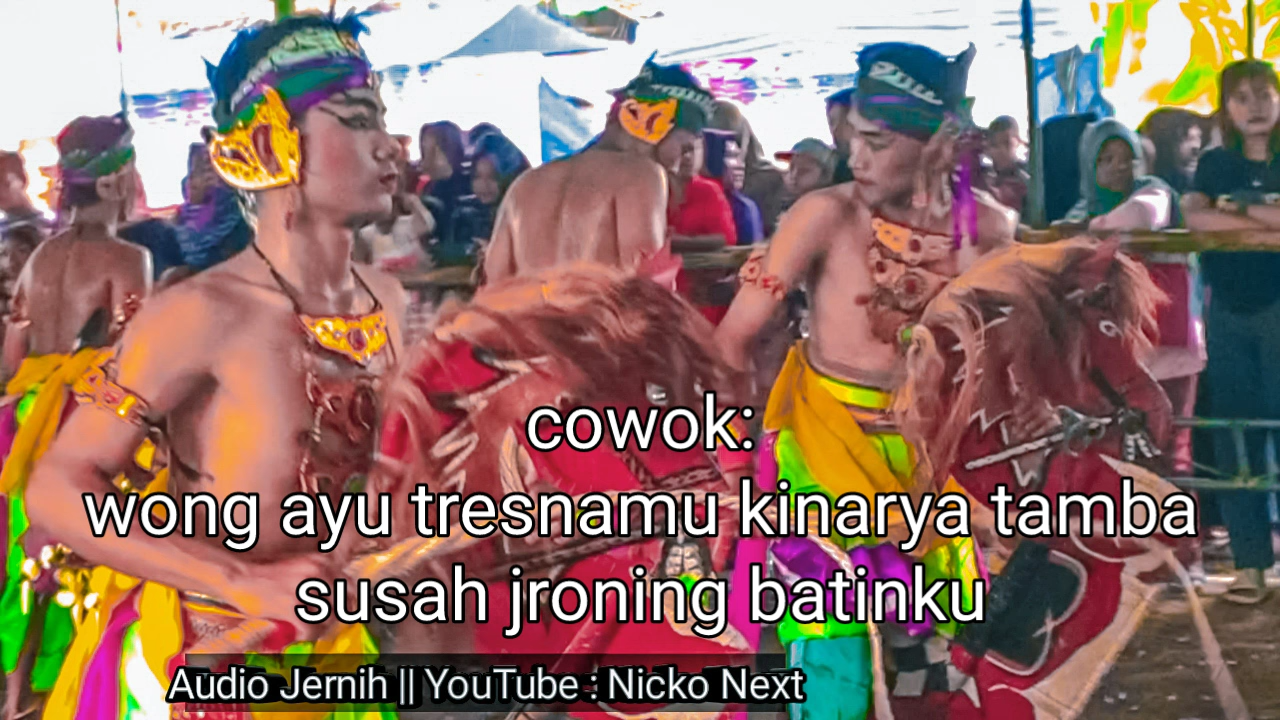 cowok:
wong ayu tresnamu kinarya tamba
susah jroning batinku
Audio Jernih || YouTube : Nicko Next